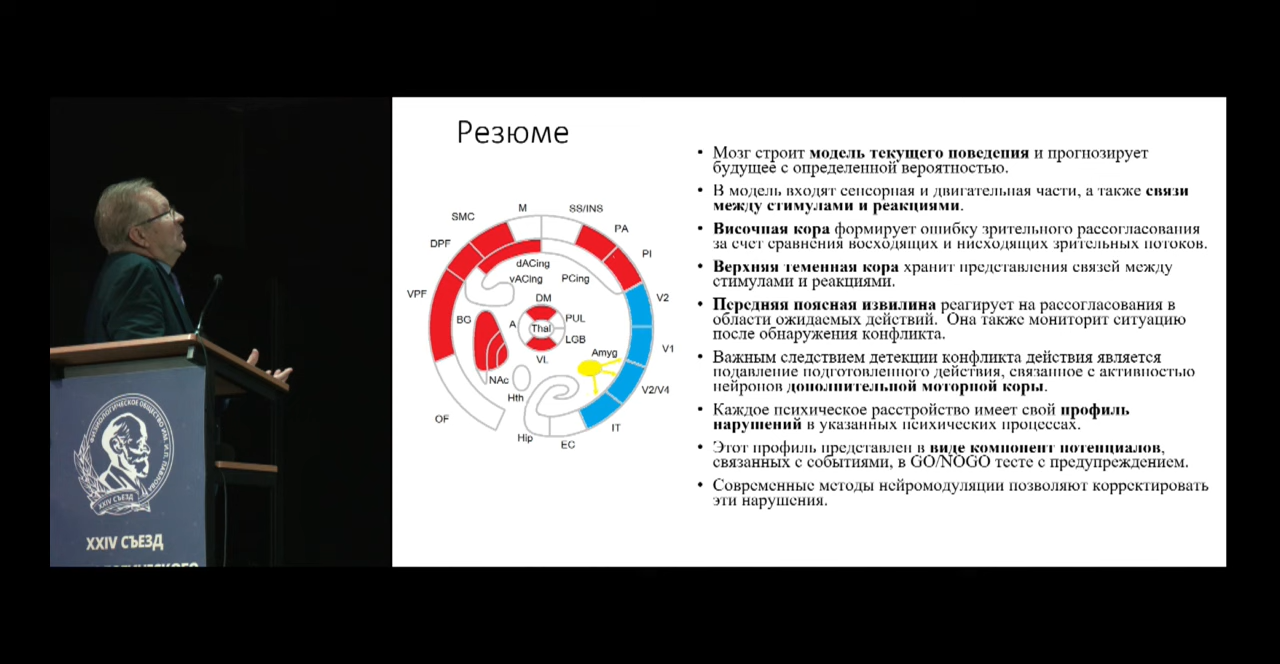 Резюме
• Мозг строит модель текущего поведения и прогнозирует
будущее с определенной вероятностью.
• В модель входят сенсорная и двигательная части, а также связи
между стимулами и реакциями.
• Височная кора формирует ошибку зрительного рассогласования
за счет сравнения восходящих и нисходящих зрительных потоков.
• Верхняя теменная кора хранит представления связей между
стимулами и реакциями.
• Передняя поясная извилина реагирует на рассогласования в
области ожидаемых действий. Она также мониторит ситуацию
после обнаружения конфликта.
• Важным следствием детекции конфликта действия является
подавление подготовленного действия, связанное с активностью
нейронов дополнительной моторной коры.
• Каждое психическое расстройство имеет свой профиль
нарушений в указанных психических процессах.
• Этот профиль представлен в виде компонент потенциалов,
связанных с событиями, в GO/NOGO тесте с предупреждением.
• Современные методы нейромодуляции позволяют корректировать
эти нарушения.
M
SS/INS
SMC
PA
DPF
PI
dACing
vACing
PCing
VPF
DM
V2
BG
A
Thal
PUL
LGB
V1
VL
Amyg
NAc
Hth
V2/V4
OF
IT
Hip
EC
ФИЗИОЛОГИЧЕСКОЕ ОБЩЕСТВО ИМ. И.П. ПАВЛОВА
XXIV СЪЕЗД
XXIV СЪЕЗД